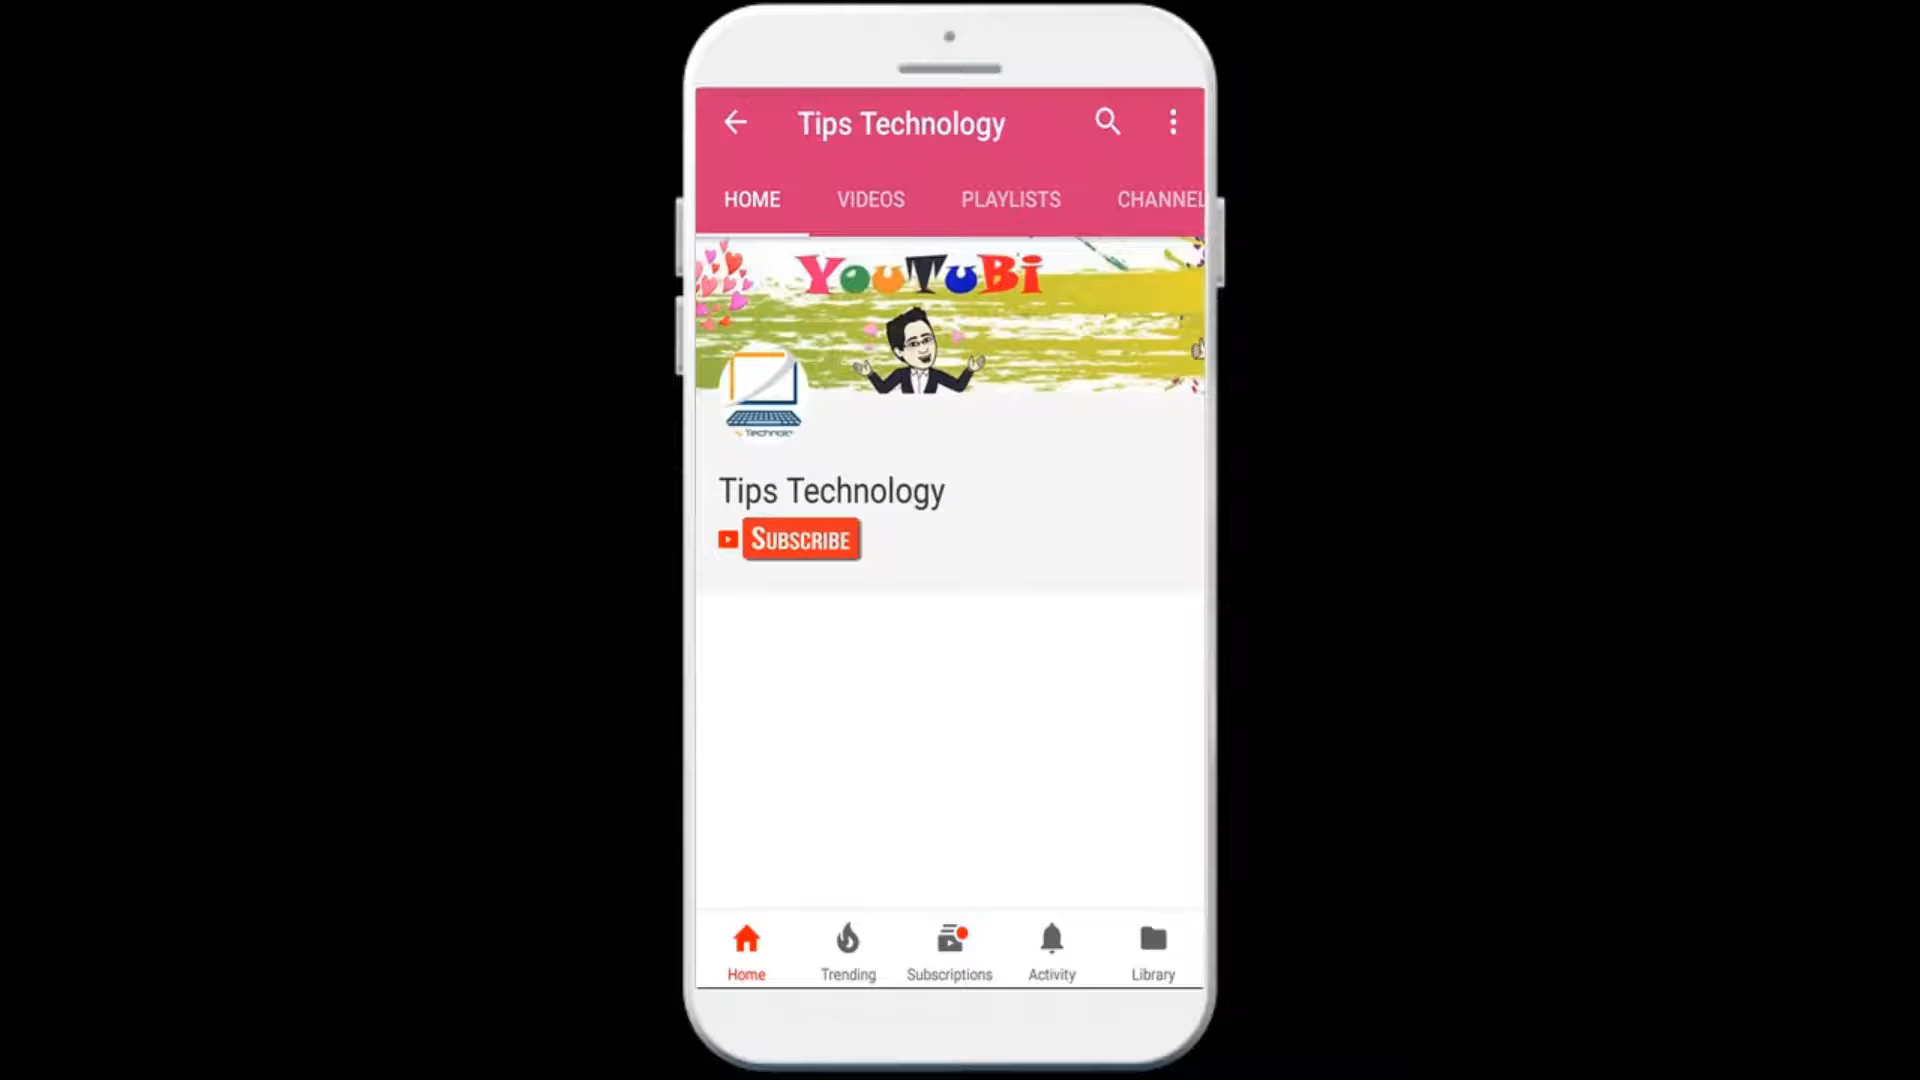 Tips Technology
HOME VIDEOS PLAYLISTS CHANNEL
YouTuBi
Tips Technology
SUBSCRIBE
Home Trending Subscriptions Activity Library